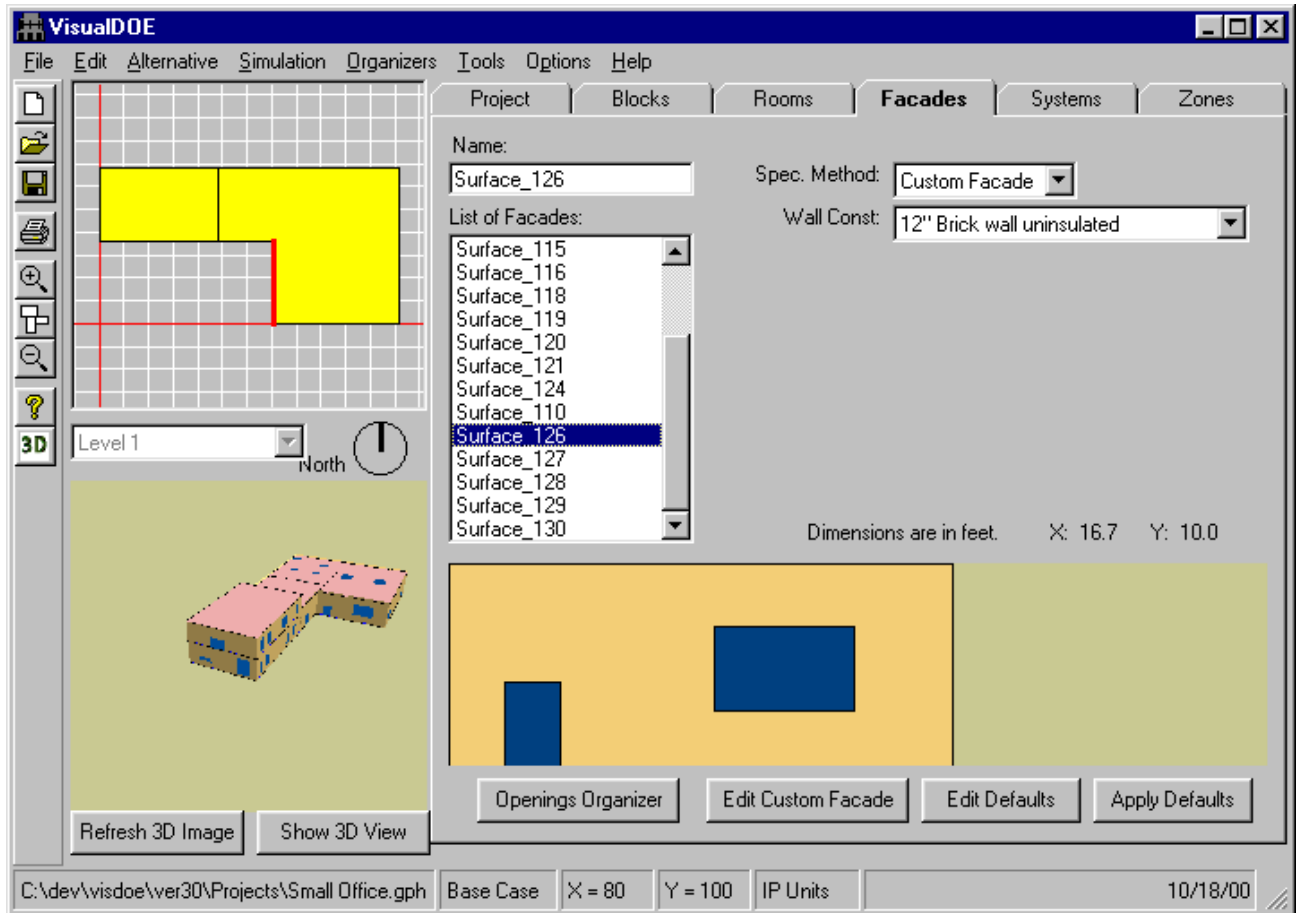 VisualDOE
File Edit Alternative Simulation Organizers Tools Options Help
Project Blocks Rooms Facades Systems Zones
Name:
Surface_126
Spec. Method: Custom Facade
List of Facades:
Wall Const: 12" Brick wall uninsulated
Surface_115
Surface_116
Surface_118
Surface_119
Surface_120
Surface_121
Surface_124
Surface_110
Surface_126
Surface_127
Surface_128
Surface_129
Surface_130
3D
Level 1
North
Dimensions are in feet. X: 16.7 Y: 10.0
Openings Organizer Edit Custom Facade Edit Defaults Apply Defaults
Refresh 3D Image Show 3D View
C:\dev\visdoe\ver30\Projects\Small Office.gph Base Case X = 80 Y = 100 IP Units 10/18/00